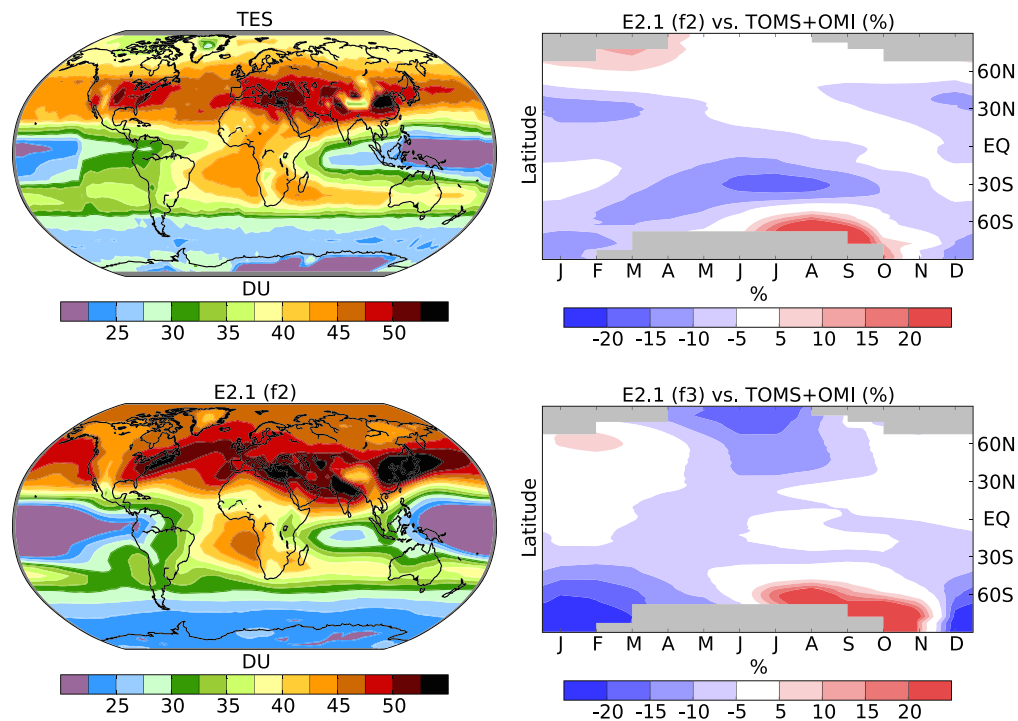 TES
25 30 35 40 45 50
DU
E2.1 (f2) vs. TOMS+OMI (%)
Latitude
60N
30N
EQ
30S
60S
J F M A M J J A S O N D
%
-20 -15 -10 -5 5 10 15 20
E2.1 (f2)
DU
25 30 35 40 45 50
E2.1 (f3) vs. TOMS+OMI (%)
Latitude
60N
30N
EQ
30S
60S
J F M A M J J A S O N D
%
-20 -15 -10 -5 5 10 15 20